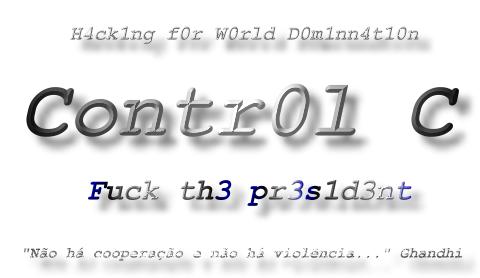 H4ck1ng f0r W0rld D0m1nn4t10n
Contr0l C
Fuck th3 pr3s1d3nt
"Não há cooperação e não há violência..." Ghandhi